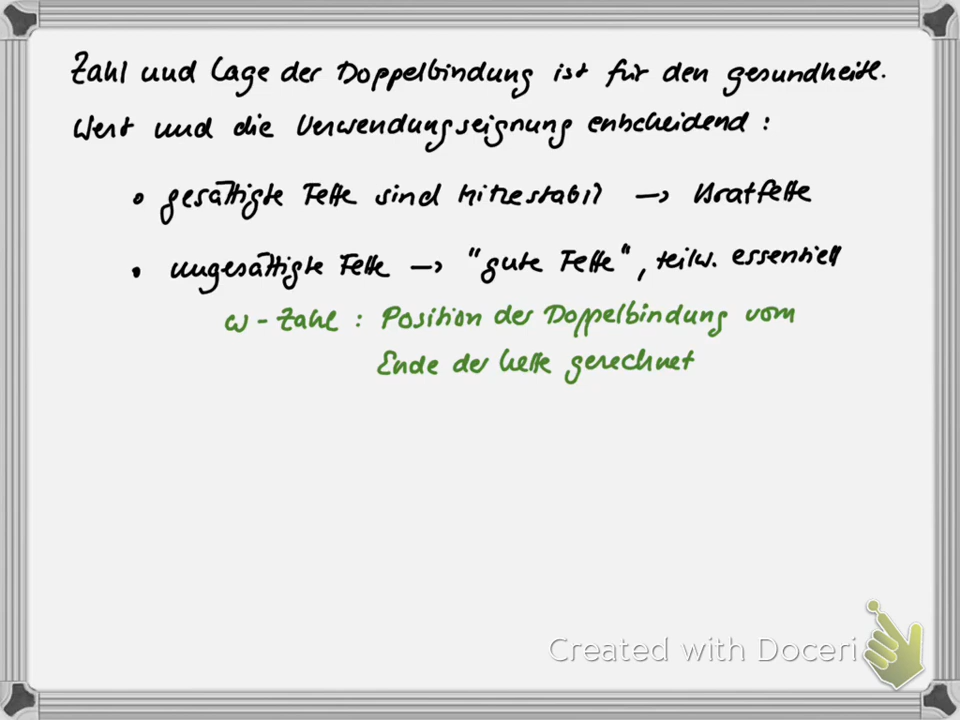 Zahl und Lage der Doppelbindung ist für den gesundheitl.
Wert und die Verwendungseignung entscheidend :
• gesättigte Fette sind hitzestabil → Bratfette
• ungesättigte Fette → "gute Fette", teilw. essentiell
ω - Zahl : Position der Doppelbindung vom
Ende der Kette gerechnet
Created with Doceri